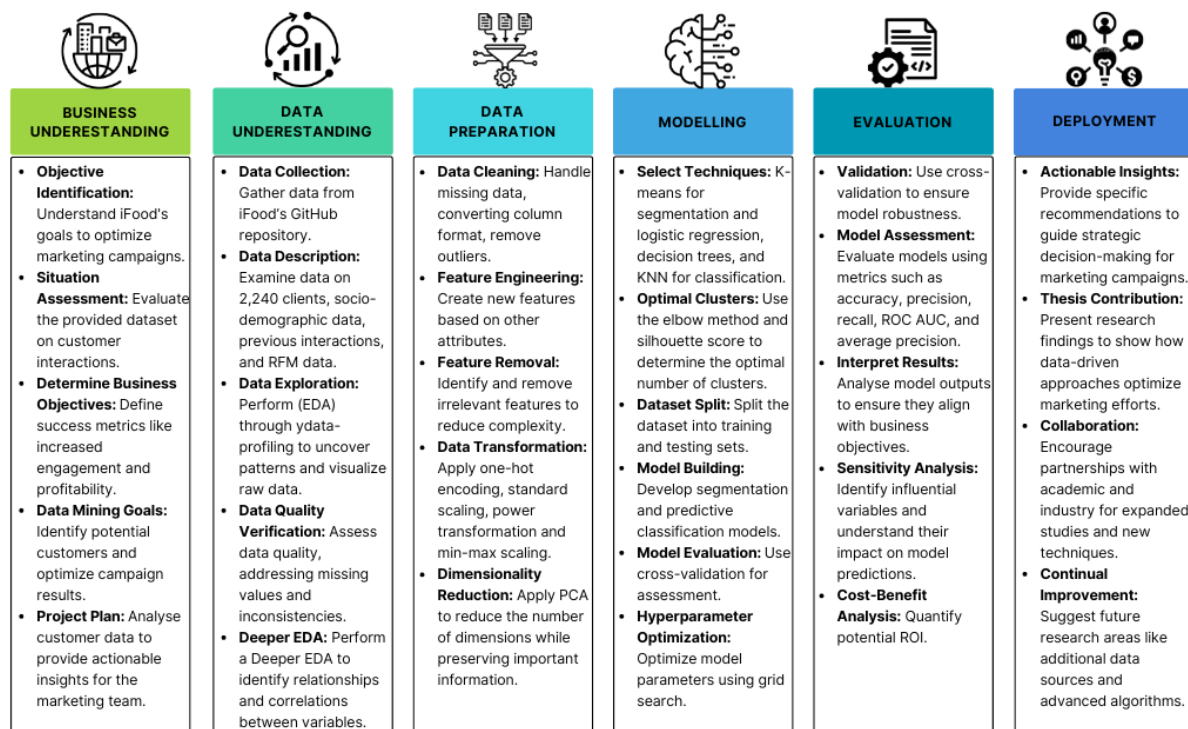 BUSINESS
UNDERESTANDING
• Objective
Identification:
Understand iFood's
goals to optimize
marketing campaigns.
• Situation
Assessment: Evaluate
the provided dataset
on customer
interactions.
• Determine Business
Objectives: Define
success metrics like
increased
engagement and
profitability.
• Data Mining Goals:
Identify potential
customers and
optimize campaign
results.
• Project Plan: Analyse
customer data to
provide actionable
insights for the
marketing team.
DATA
UNDERESTANDING
• Data Collection:
Gather data from
iFood's GitHub
repository.
• Data Description:
Examine data on
2,240 clients, socio-
demographic data,
previous interactions,
and RFM data.
• Data Exploration:
Perform (EDA)
through ydata-
profiling to uncover
patterns and visualize
raw data.
• Data Quality
Verification: Assess
data quality,
addressing missing
values and
inconsistencies.
• Deeper EDA: Perform
a Deeper EDA to
identify relationships
and correlations
between variables.
DATA
PREPARATION
• Data Cleaning: Handle
missing data,
converting column
format, remove
outliers.
• Feature Engineering:
Create new features
based on other
attributes.
• Feature Removal:
Identify and remove
irrelevant features to
reduce complexity.
• Data Transformation:
Apply one-hot
encoding, standard
scaling, power
transformation and
min-max scaling.
• Dimensionality
Reduction: Apply PCA
to reduce the number
of dimensions while
preserving important
information.
MODELLING
• Select Techniques: K-
means for
segmentation and
logistic regression,
decision trees, and
KNN for classification.
• Optimal Clusters: Use
the elbow method and
silhouette score to
determine the optimal
number of clusters.
• Dataset Split: Split the
dataset into training
and testing sets.
• Model Building:
Develop segmentation
and predictive
classification models.
• Model Evaluation: Use
cross-validation for
assessment.
• Hyperparameter
Optimization:
Optimize model
parameters using grid
search.
</>
EVALUATION
• Validation: Use cross-
validation to ensure
model robustness.
• Model Assessment:
Evaluate models using
metrics such as
accuracy, precision,
recall, ROC AUC, and
average precision.
• Interpret Results:
Analyse model outputs
to ensure they align
with business
objectives.
• Sensitivity Analysis:
Identify influential
variables and
understand their
impact on model
predictions.
• Cost-Benefit
Analysis: Quantify
potential ROI.
$
DEPLOYMENT
• Actionable Insights:
Provide specific
recommendations to
guide strategic
decision-making for
marketing campaigns.
• Thesis Contribution:
Present research
findings to show how
data-driven
approaches optimize
marketing efforts.
• Collaboration:
Encourage
partnerships with
academic and
industry for expanded
studies and new
techniques.
• Continual
Improvement:
Suggest future
research areas like
additional data
sources and
advanced algorithms.